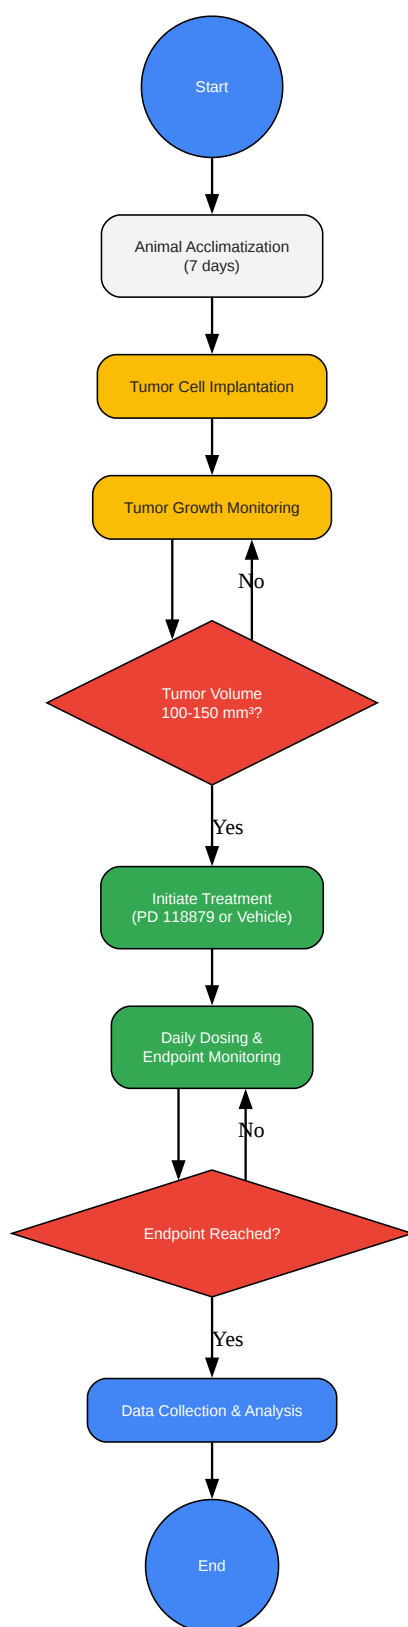 Start
Animal Acclimatization
(7 days)
Tumor Cell Implantation
Tumor Growth Monitoring
No
Tumor Volume
100-150 mm³?
Yes
Initiate Treatment
(PD 118879 or Vehicle)
Daily Dosing &
Endpoint Monitoring
No
Endpoint Reached?
Yes
Data Collection & Analysis
End